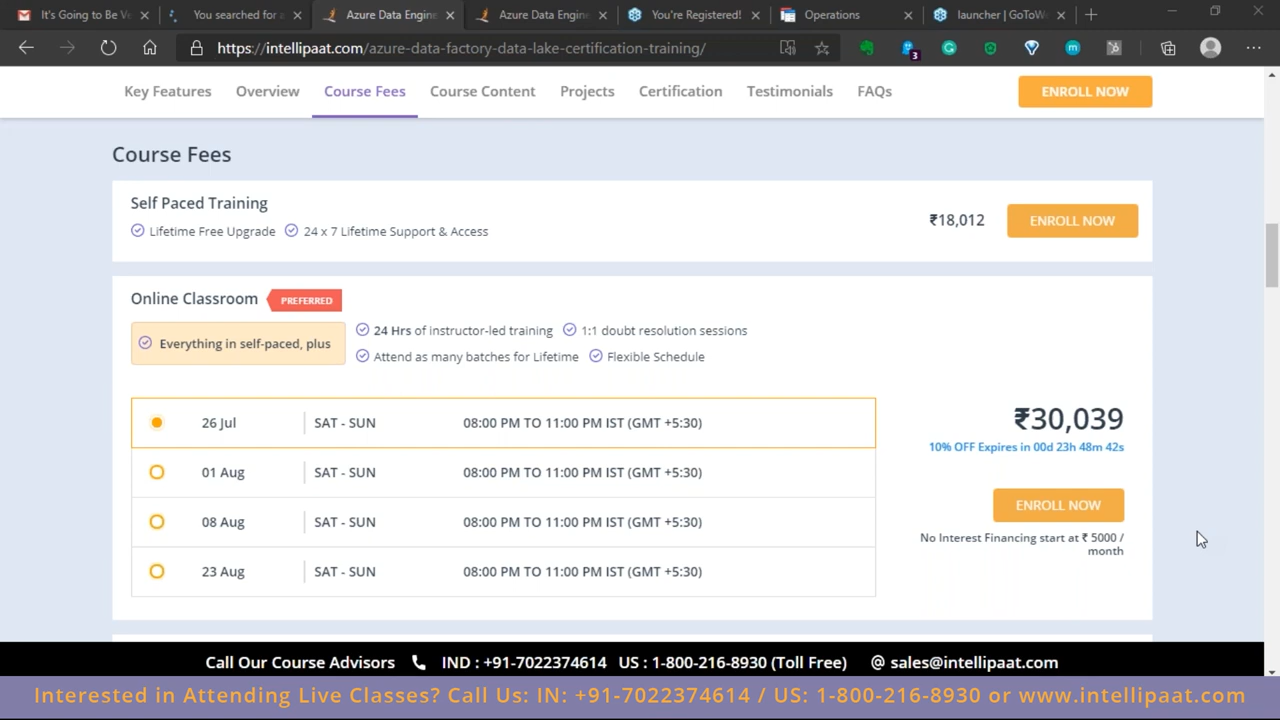 It's Going to Be Ve
You searched for a
Azure Data Engine
Azure Data Engine
You're Registered!
Operations
launcher | GoToWe
https://intellipaat.com/azure-data-factory-data-lake-certification-training/
3
Key Features
Overview
Course Fees
Course Content
Projects
Certification
Testimonials
FAQs
ENROLL NOW
Course Fees
Self Paced Training
Lifetime Free Upgrade
24 x 7 Lifetime Support & Access
₹18,012
ENROLL NOW
Online Classroom
PREFERRED
Everything in self-paced, plus
24 Hrs of instructor-led training
1:1 doubt resolution sessions
Attend as many batches for Lifetime
Flexible Schedule
26 Jul SAT - SUN 08:00 PM TO 11:00 PM IST (GMT +5:30)
01 Aug SAT - SUN 08:00 PM TO 11:00 PM IST (GMT +5:30)
08 Aug SAT - SUN 08:00 PM TO 11:00 PM IST (GMT +5:30)
23 Aug SAT - SUN 08:00 PM TO 11:00 PM IST (GMT +5:30)
₹30,039
10% OFF Expires in 00d 23h 48m 42s
ENROLL NOW
No Interest Financing start at ₹ 5000 /
month
Call Our Course Advisors IND : +91-7022374614 US : 1-800-216-8930 (Toll Free) @ sales@intellipaat.com
Interested in Attending Live Classes? Call Us: IN: +91-7022374614 / US: 1-800-216-8930 or www.intellipaat.com